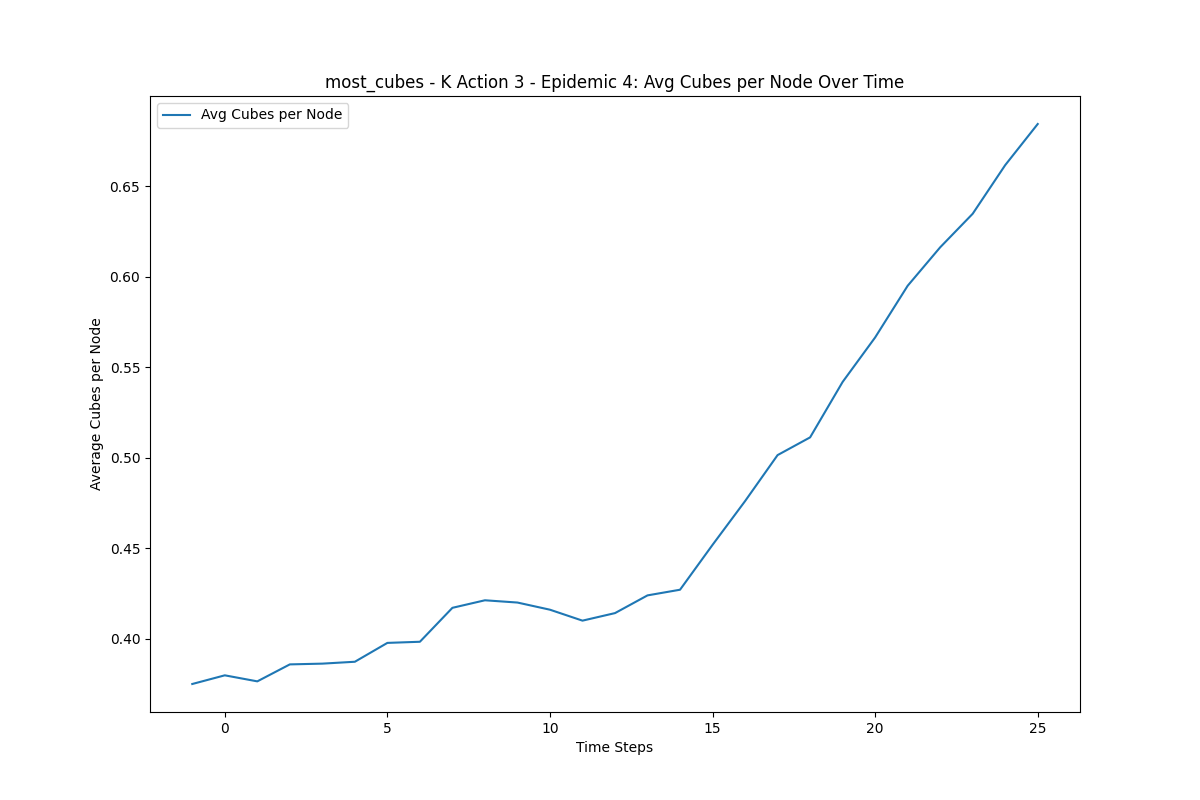 most_cubes - K Action 3 - Epidemic 4: Avg Cubes per Node Over Time
Avg Cubes per Node
Average Cubes per Node
0.65
0.60
0.55
0.50
0.45
0.40
0 5 10 15 20 25
Time Steps